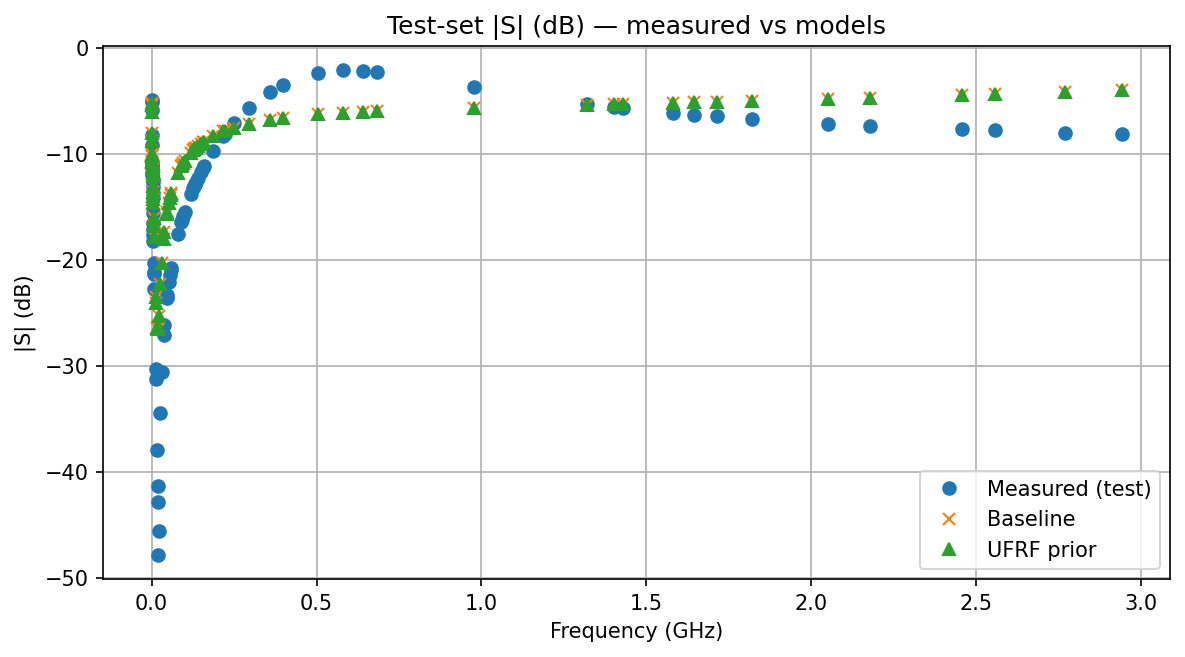 Test-set |S| (dB) — measured vs models
|S| (dB)
0
−10
−20
−30
−40
−50
0.0 0.5 1.0 1.5 2.0 2.5 3.0
Frequency (GHz)
Measured (test)
Baseline
UFRF prior